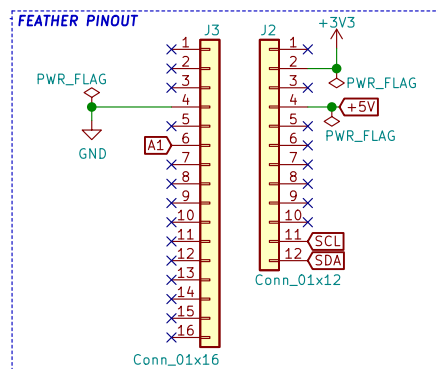 FEATHER PINOUT
J3
1
2
3
4
5
6
7
8
9
10
11
12
13
14
15
16
Conn_01x16
PWR_FLAG
GND
A1
J2
1
2
3
4
5
6
7
8
9
10
11
12
Conn_01x12
+3V3
PWR_FLAG
+5V
PWR_FLAG
SCL
SDA